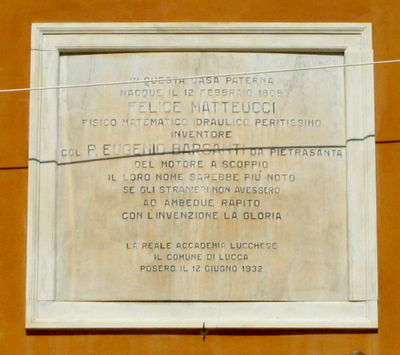 IN QUESTA CASA PATERNA
NACQUE IL 12 FEBBRAIO 1808
FELICE MATTEUCCI
FISICO MATEMATICO IDRAULICO PERITISSIMO
INVENTORE
COL P. EUGENIO BARSANTI DA PIETRASANTA
DEL MOTORE A SCOPPIO
IL LORO NOME SAREBBE PIÚ NOTO
SE GLI STRANIERI NON AVESSERO
AD AMBEDUE RAPITO
CON L'INVENZIONE LA GLORIA
LA REALE ACCADEMIA LUCCHESE
IL COMUNE DI LUCCA
POSERO IL 12 GIUGNO 1932